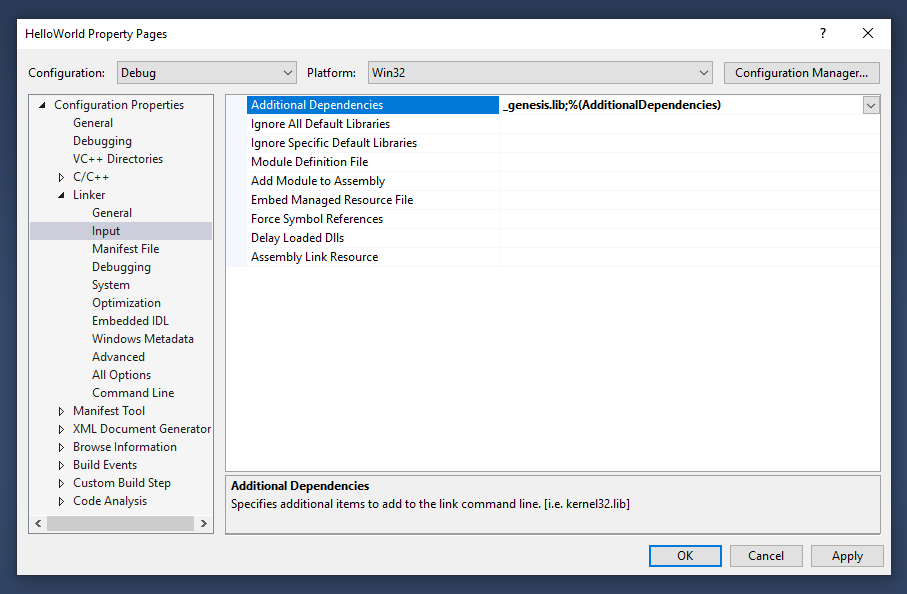 HelloWorld Property Pages
?
Configuration: Debug Platform: Win32 Configuration Manager...
Configuration Properties
General
Debugging
VC++ Directories
C/C++
Linker
General
Input
Manifest File
Debugging
System
Optimization
Embedded IDL
Windows Metadata
Advanced
All Options
Command Line
Manifest Tool
XML Document Generator
Browse Information
Build Events
Custom Build Step
Code Analysis
Additional Dependencies _genesis.lib;%(AdditionalDependencies)
Ignore All Default Libraries
Ignore Specific Default Libraries
Module Definition File
Add Module to Assembly
Embed Managed Resource File
Force Symbol References
Delay Loaded Dlls
Assembly Link Resource
Additional Dependencies
Specifies additional items to add to the link command line. [i.e. kernel32.lib]
OK Cancel Apply